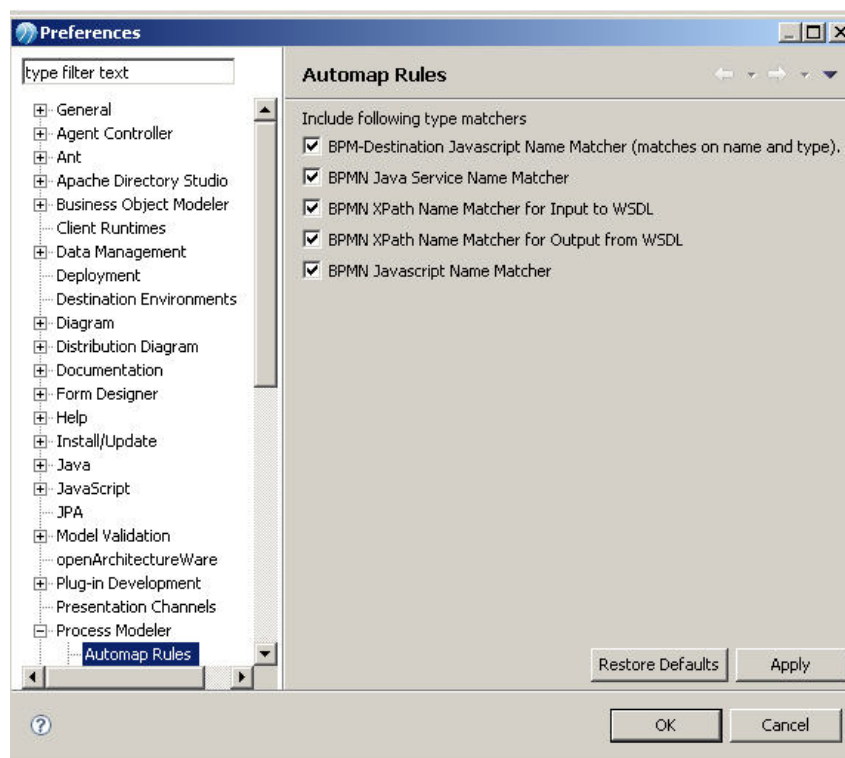 Preferences
type filter text
General
Agent Controller
Ant
Apache Directory Studio
Business Object Modeler
Client Runtimes
Data Management
Deployment
Destination Environments
Diagram
Distribution Diagram
Documentation
Form Designer
Help
Install/Update
Java
JavaScript
JPA
Model Validation
openArchitectureWare
Plug-in Development
Presentation Channels
Process Modeler
Automap Rules
Automap Rules
Include following type matchers
BPM-Destination Javascript Name Matcher (matches on name and type).
BPMN Java Service Name Matcher
BPMN XPath Name Matcher for Input to WSDL
BPMN XPath Name Matcher for Output from WSDL
BPMN Javascript Name Matcher
Restore Defaults
Apply
OK
Cancel